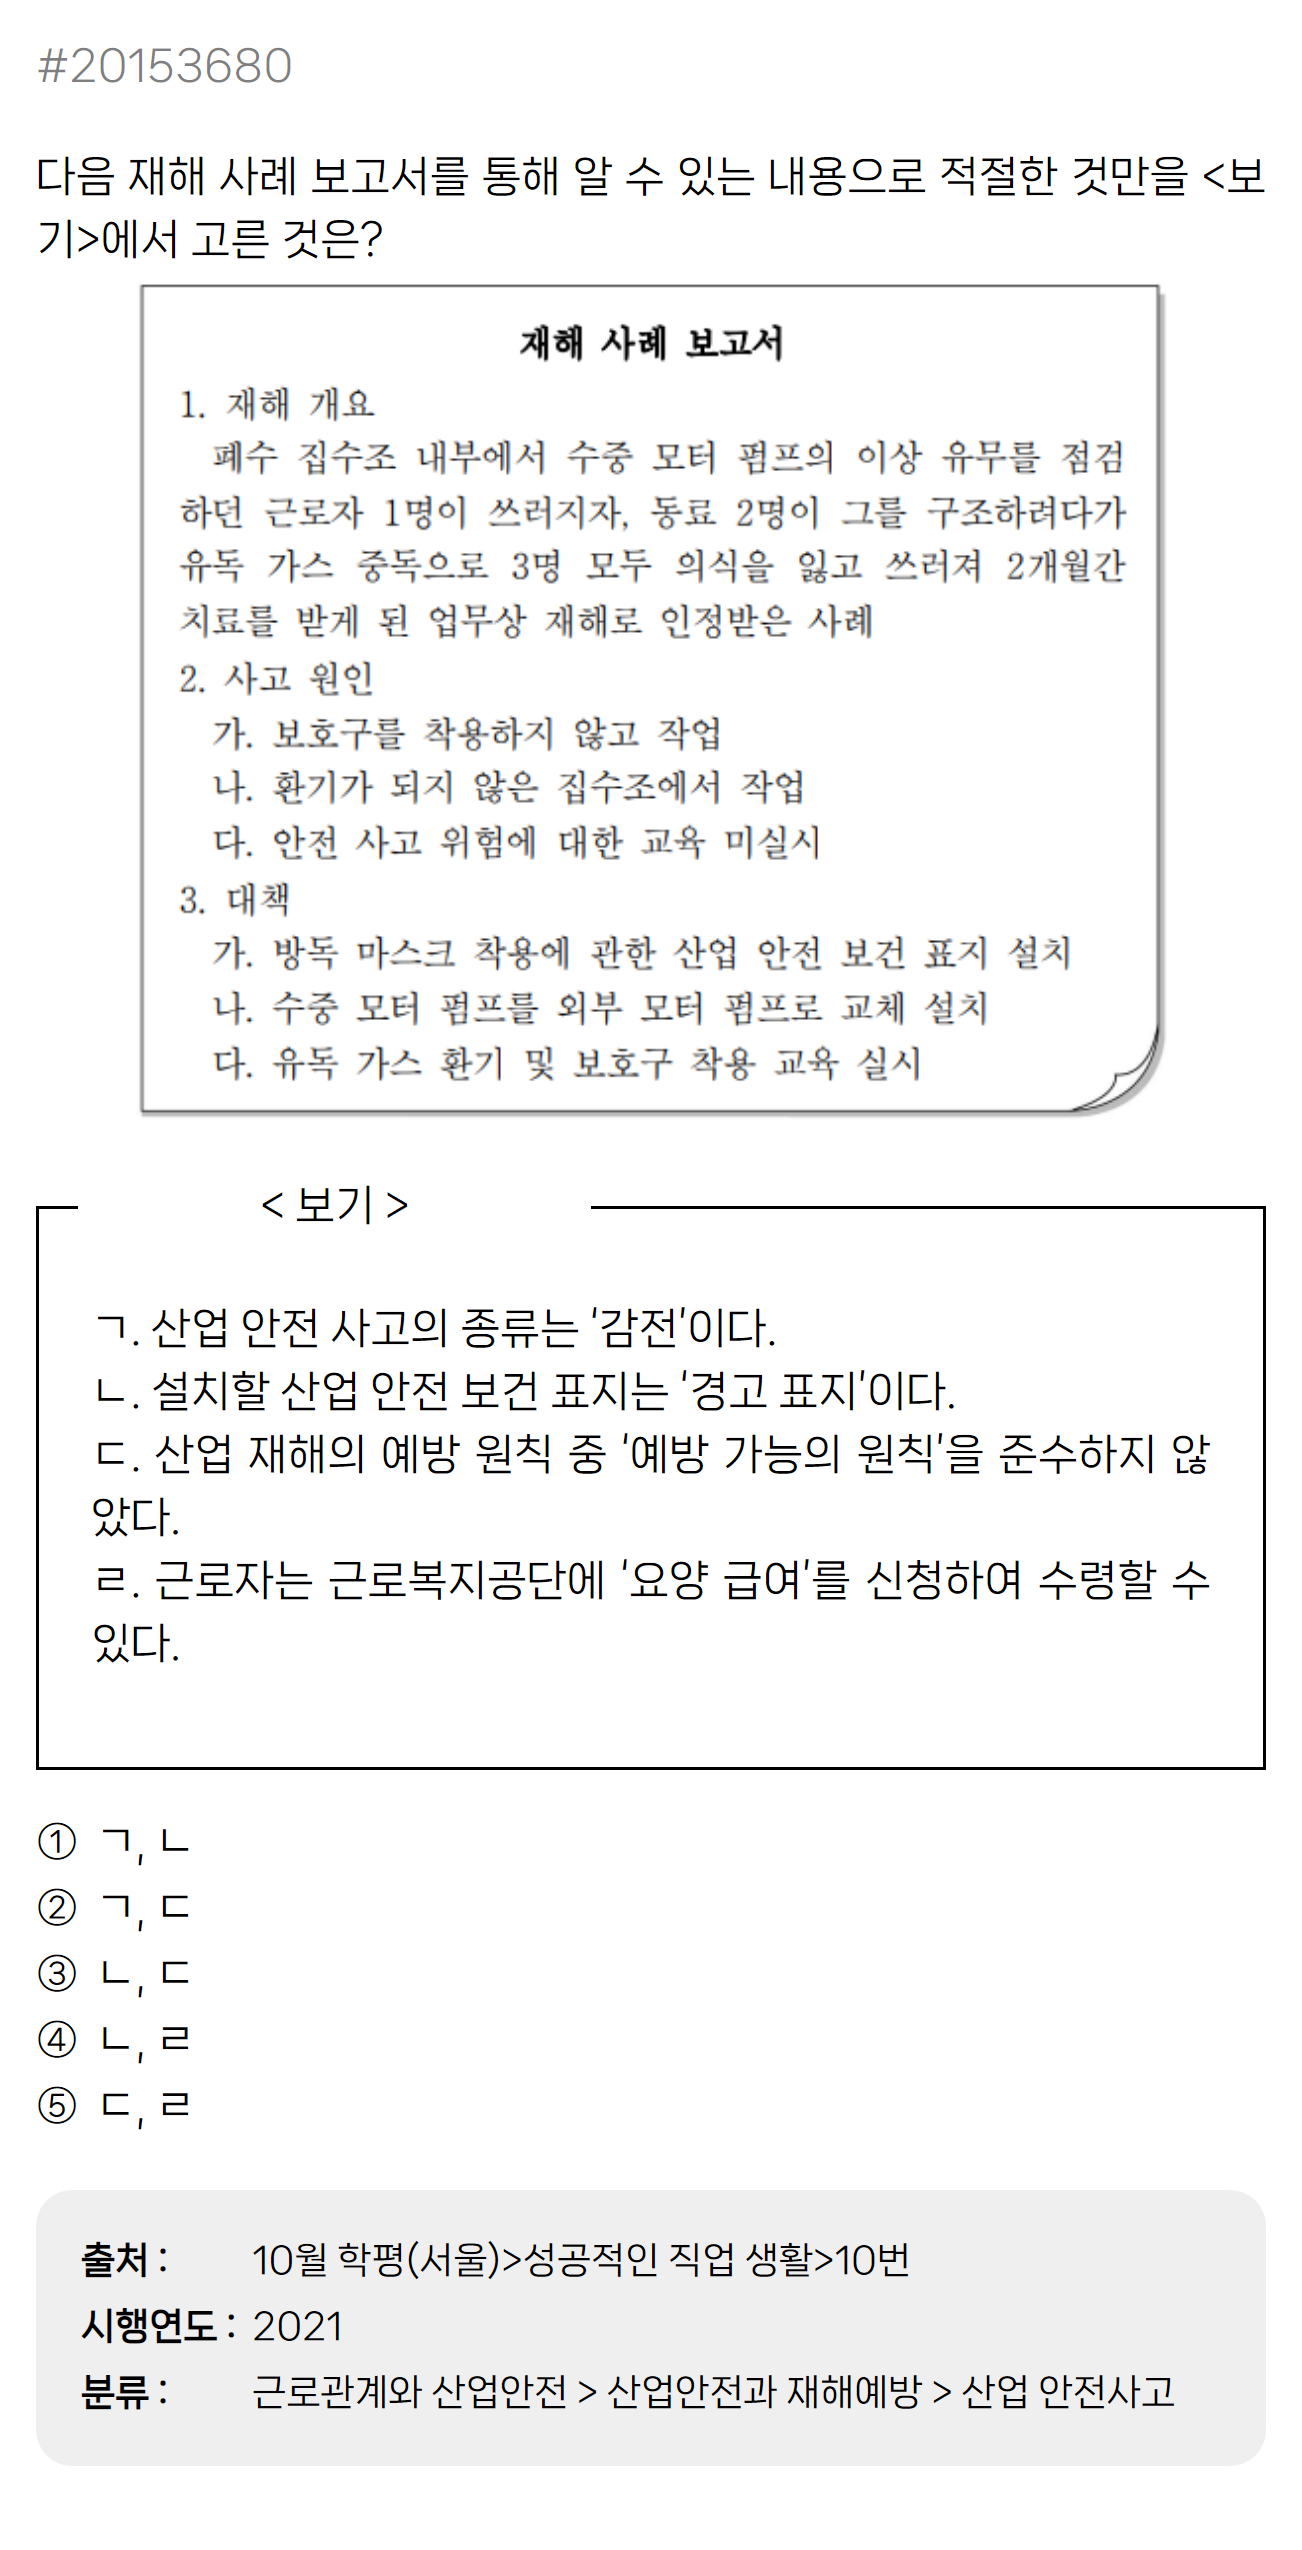 #20153680
다음 재해 사례 보고서를 통해 알 수 있는 내용으로 적절한 것만을 <보
기>에서 고른 것은?
재해 사례 보고서
1. 재해 개요
폐수 집수조 내부에서 수중 모터 펌프의 이상 유무를 점검
하던 근로자 1명이 쓰러지자, 동료 2명이 그를 구조하려다가
유독 가스 중독으로 3명 모두 의식을 잃고 쓰러져 2개월간
치료를 받게 된 업무상 재해로 인정받은 사례
2. 사고 원인
가. 보호구를 착용하지 않고 작업
나. 환기가 되지 않은 집수조에서 작업
다. 안전 사고 위험에 대한 교육 미실시
3. 대책
가. 방독 마스크 착용에 관한 산업 안전 보건 표지 설치
나. 수중 모터 펌프를 외부 모터 펌프로 교체 설치
다. 유독 가스 환기 및 보호구 착용 교육 실시
< 보기 >
ㄱ. 산업 안전 사고의 종류는 '감전'이다.
ㄴ. 설치할 산업 안전 보건 표지는 '경고 표지'이다.
ㄷ. 산업 재해의 예방 원칙 중 '예방 가능의 원칙'을 준수하지 않
았다.
ㄹ. 근로자는 근로복지공단에 '요양 급여'를 신청하여 수령할 수
있다.
① ㄱ, ㄴ
② ㄱ, ㄷ
③ ㄴ, ㄷ
④ ㄴ, ㄹ
⑤ ㄷ, ㄹ
출처 : 10월 학평(서울)>성공적인 직업 생활>10번
시행연도 : 2021
분류 : 근로관계와 산업안전 > 산업안전과 재해예방 > 산업 안전사고